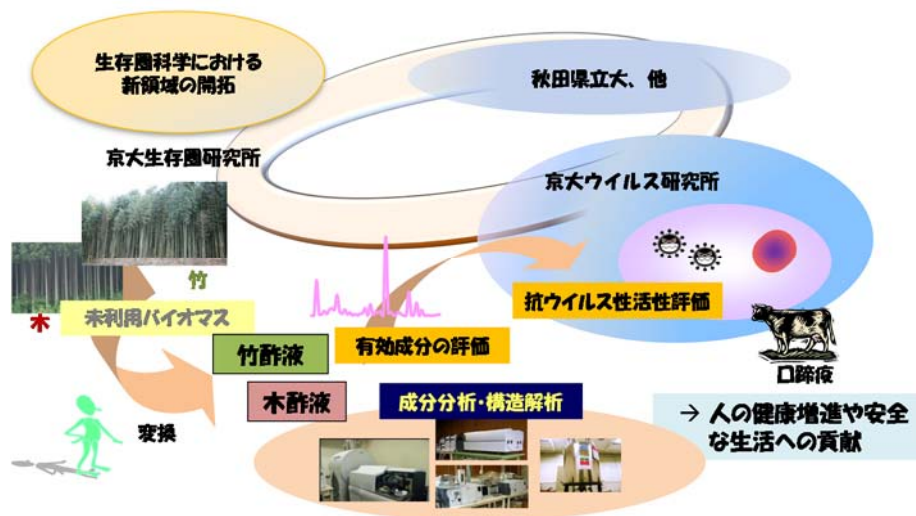 生存圏科学における
新領域の開拓
秋田県立大、他
京大生存圏研究所
京大ウイルス研究所
竹
木
未利用バイオマス
抗ウイルス性活性評価
有効成分の評価
竹酢液
口蹄疫
木酢液
成分分析・構造解析
変換
→ 人の健康増進や安全
な生活への貢献